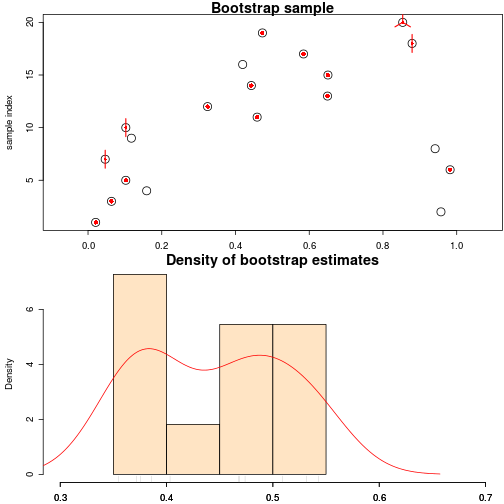 Bootstrap sample
20
15
10
5
sample index
0.0 0.2 0.4 0.6 0.8 1.0
Density of bootstrap estimates
6
4
2
0
Density
0.3 0.4 0.5 0.6 0.7